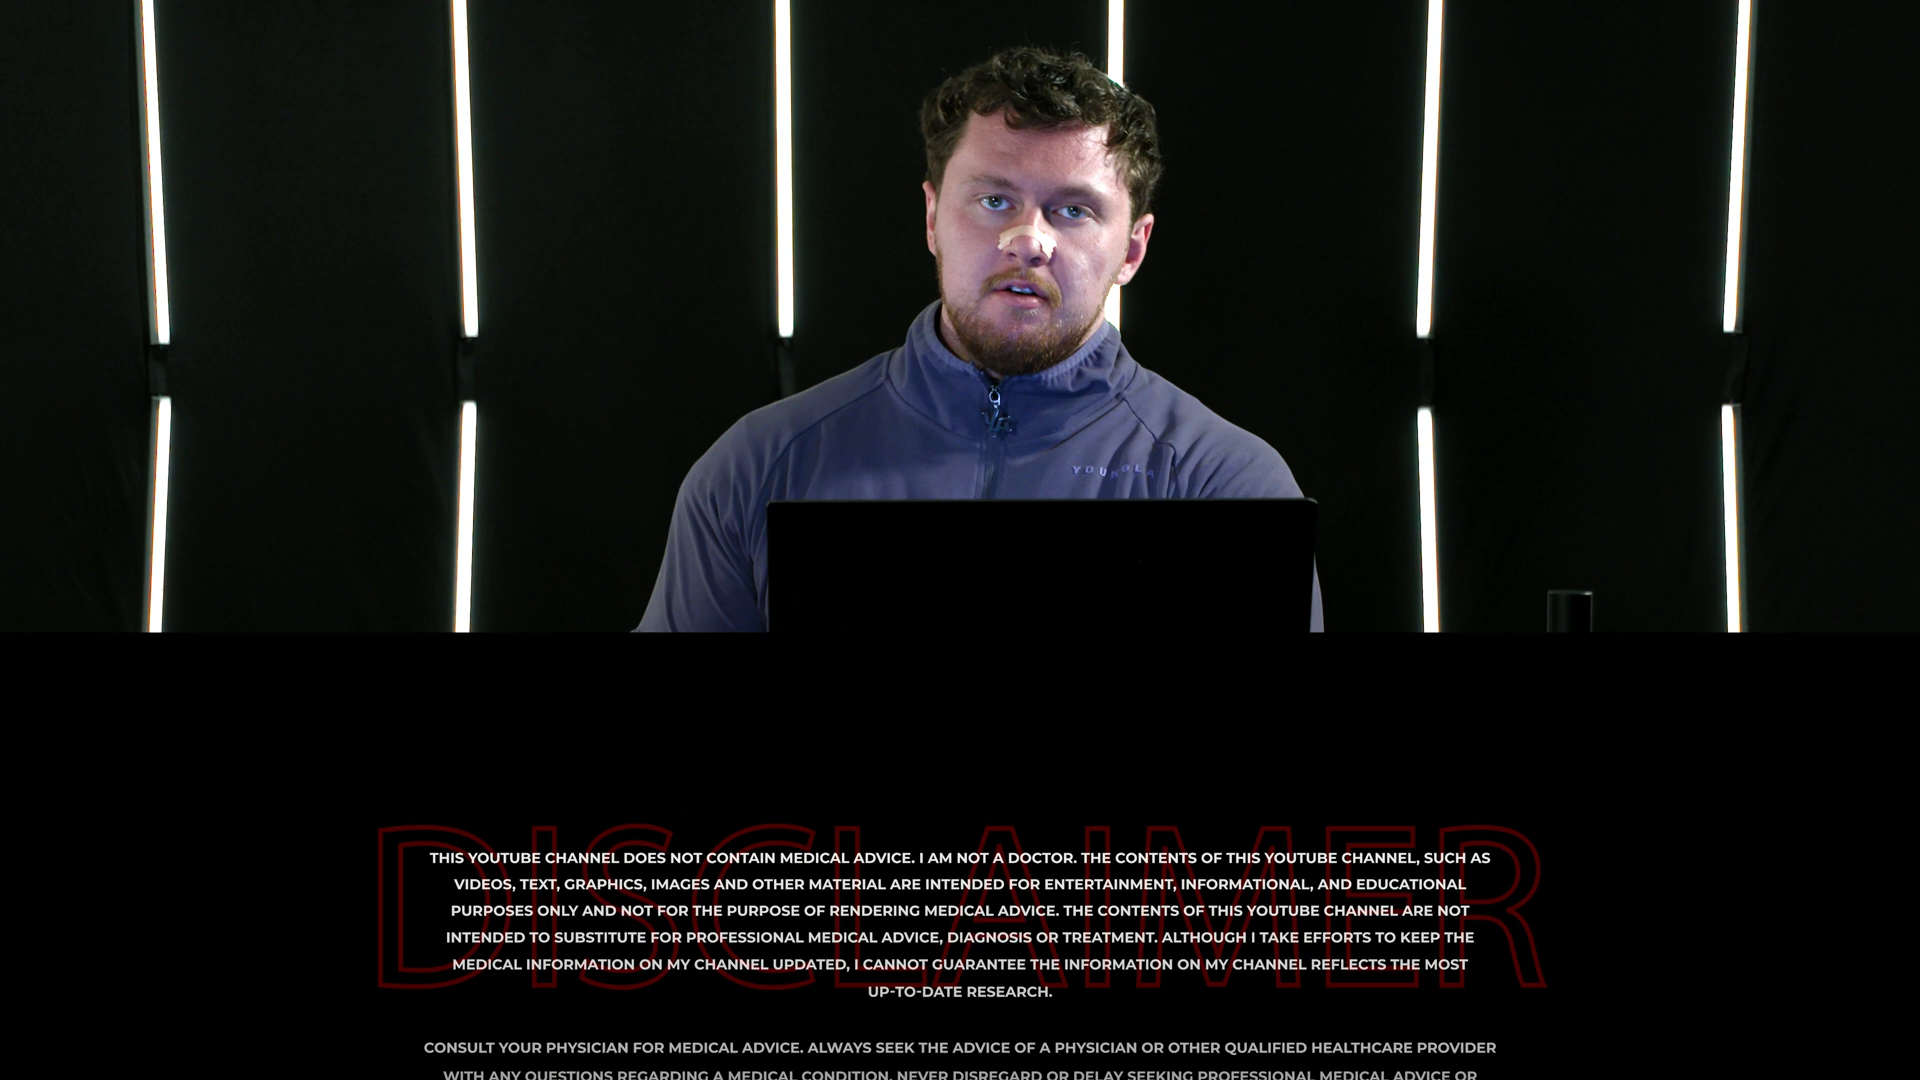 YOUNGLA
DISCLAIMER
THIS YOUTUBE CHANNEL DOES NOT CONTAIN MEDICAL ADVICE. I AM NOT A DOCTOR. THE CONTENTS OF THIS YOUTUBE CHANNEL, SUCH AS
VIDEOS, TEXT, GRAPHICS, IMAGES AND OTHER MATERIAL ARE INTENDED FOR ENTERTAINMENT, INFORMATIONAL, AND EDUCATIONAL
PURPOSES ONLY AND NOT FOR THE PURPOSE OF RENDERING MEDICAL ADVICE. THE CONTENTS OF THIS YOUTUBE CHANNEL ARE NOT
INTENDED TO SUBSTITUTE FOR PROFESSIONAL MEDICAL ADVICE, DIAGNOSIS OR TREATMENT. ALTHOUGH I TAKE EFFORTS TO KEEP THE
MEDICAL INFORMATION ON MY CHANNEL UPDATED, I CANNOT GUARANTEE THE INFORMATION ON MY CHANNEL REFLECTS THE MOST
UP-TO-DATE RESEARCH.
CONSULT YOUR PHYSICIAN FOR MEDICAL ADVICE. ALWAYS SEEK THE ADVICE OF A PHYSICIAN OR OTHER QUALIFIED HEALTHCARE PROVIDER
WITH ANY QUESTIONS REGARDING A MEDICAL CONDITION. NEVER DISREGARD OR DELAY SEEKING PROFESSIONAL MEDICAL ADVICE OR